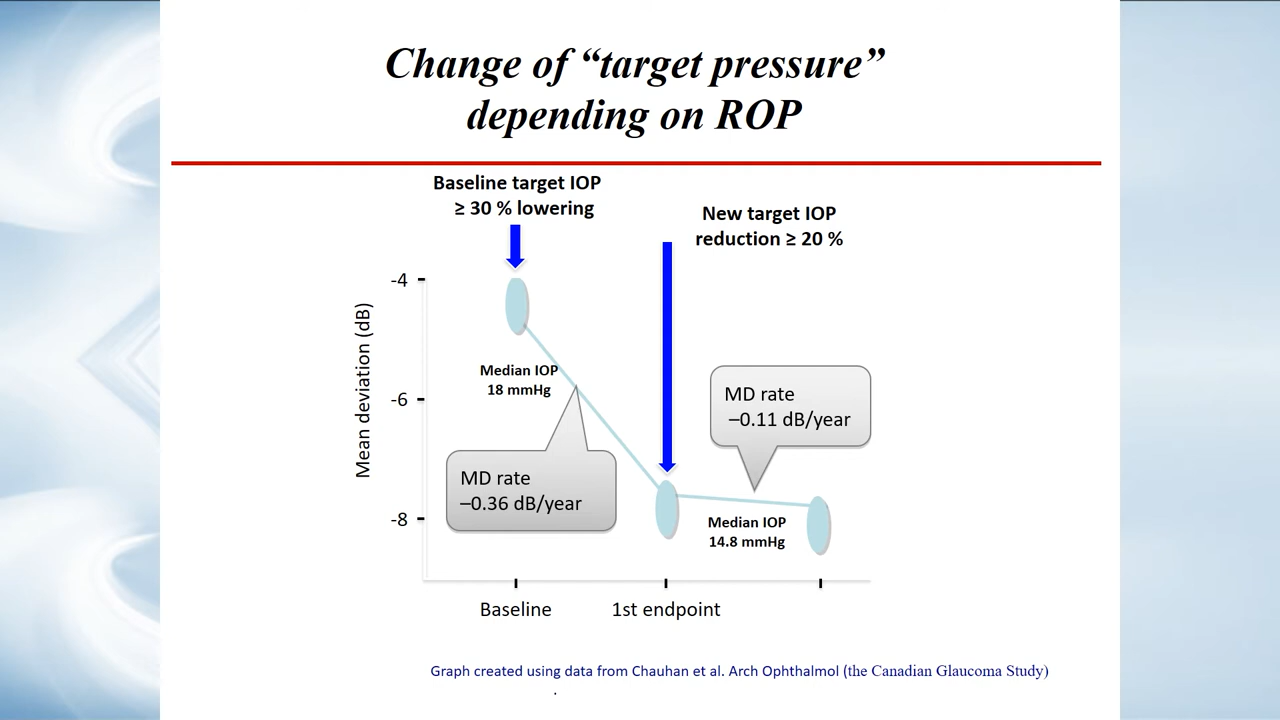 Change of “target pressure”
depending on ROP
Baseline target IOP
≥ 30 % lowering
New target IOP
reduction ≥ 20 %
-4
-6
-8
Mean deviation (dB)
Median IOP
18 mmHg
MD rate
–0.36 dB/year
MD rate
–0.11 dB/year
Median IOP
14.8 mmHg
Baseline
1st endpoint
Graph created using data from Chauhan et al. Arch Ophthalmol (the Canadian Glaucoma Study)
.